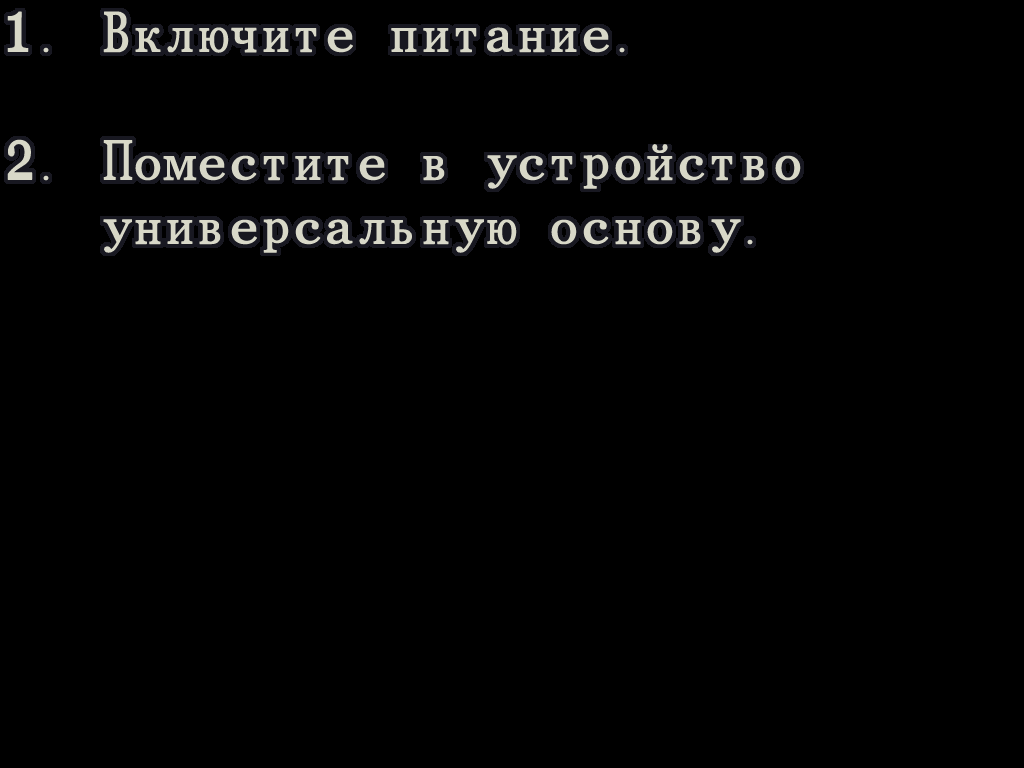 1. Включите питание.
2. Поместите в устройство
универсальную основу.